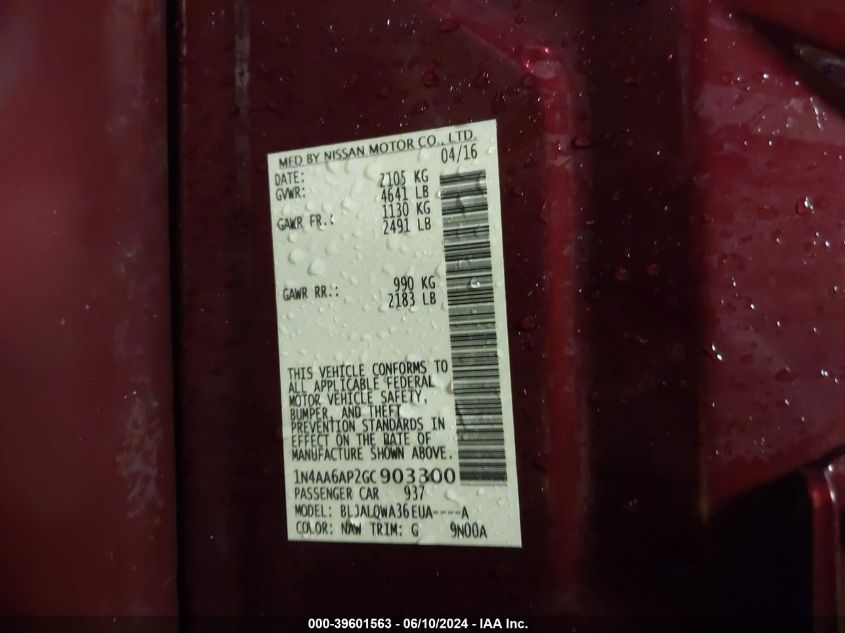 MFD BY NISSAN MOTOR CO., LTD.
DATE: 04/16
GVWR: 2105 KG
4641 LB
GAWR FR.: 1130 KG
2491 LB
GAWR RR.: 990 KG
2183 LB
THIS VEHICLE CONFORMS TO
ALL APPLICABLE FEDERAL
MOTOR VEHICLE SAFETY,
BUMPER, AND THEFT
PREVENTION STANDARDS IN
EFFECT ON THE DATE OF
MANUFACTURE SHOWN ABOVE.
1N4AA6AP2GC903300
PASSENGER CAR 937
MODEL: BLJALQWA36EUA----A
COLOR: NAW TRIM: G 9N00A
000-39601563 - 06/10/2024 - IAA Inc.